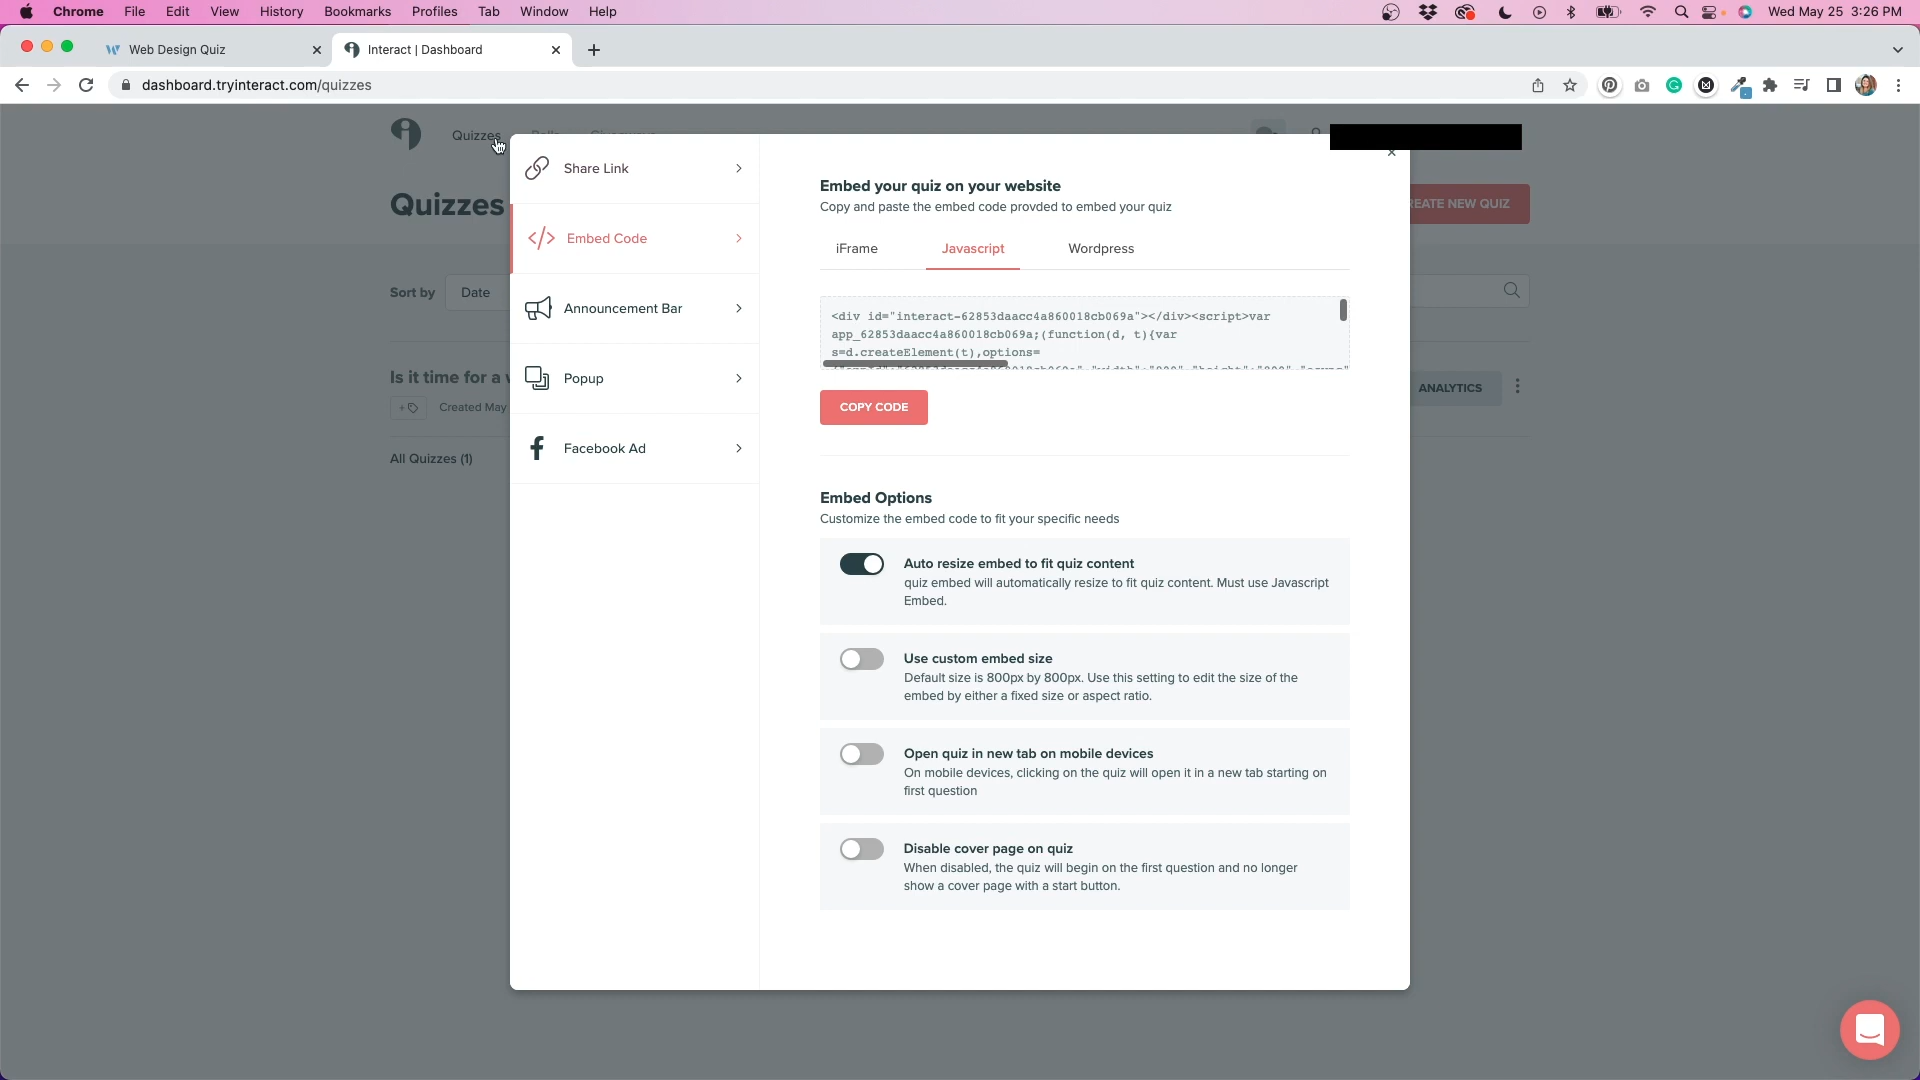 Chrome File Edit View History Bookmarks Profiles Tab Window Help Wed May 25 3:26 PM
Web Design Quiz Interact | Dashboard
dashboard.tryinteract.com/quizzes
Quizzes
Quizzes
CREATE NEW QUIZ
Sort by Date
Is it time for a
Created May
ANALYTICS
All Quizzes (1)
Share Link
Embed Code
Announcement Bar
Popup
Facebook Ad
Embed your quiz on your website
Copy and paste the embed code provded to embed your quiz
iFrame Javascript Wordpress
<div id="interact-62853daacc4a860018cb069a"></div><script>var
app_62853daacc4a860018cb069a;(function(d, t){var
s=d.createElement(t),options=
COPY CODE
Embed Options
Customize the embed code to fit your specific needs
Auto resize embed to fit quiz content
quiz embed will automatically resize to fit quiz content. Must use Javascript
Embed.
Use custom embed size
Default size is 800px by 800px. Use this setting to edit the size of the
embed by either a fixed size or aspect ratio.
Open quiz in new tab on mobile devices
On mobile devices, clicking on the quiz will open it in a new tab starting on
first question
Disable cover page on quiz
When disabled, the quiz will begin on the first question and no longer
show a cover page with a start button.